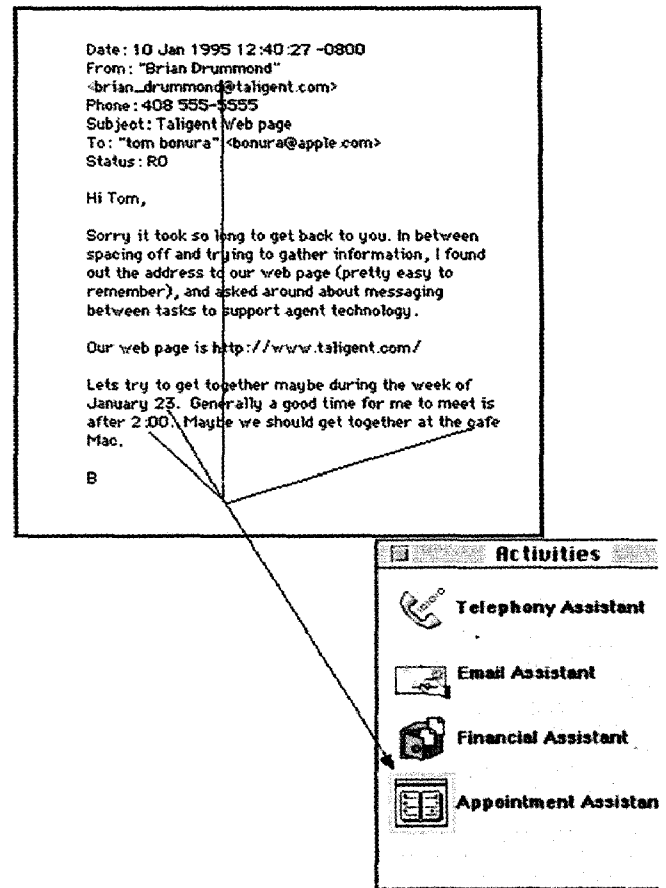 Date: 10 Jan 1995 12:40:27 -0800
From: "Brian Drummond"
<brian_drummond@taligent.com>
Phone: 408 555-5555
Subject: Taligent Web page
To: "tom bonura" <bonura@apple.com>
Status: RO
Hi Tom,
Sorry it took so long to get back to you. In between
spacing off and trying to gather information, I found
out the address to our web page (pretty easy to
remember), and asked around about messaging
between tasks to support agent technology.
Our web page is http://www.taligent.com/
Lets try to get together maybe during the week of
January 23. Generally a good time for me to meet is
after 2:00. Maybe we should get together at the cafe
Mac.
B
Activities
Telephony Assistant
Email Assistant
Financial Assistant
Appointment Assistan